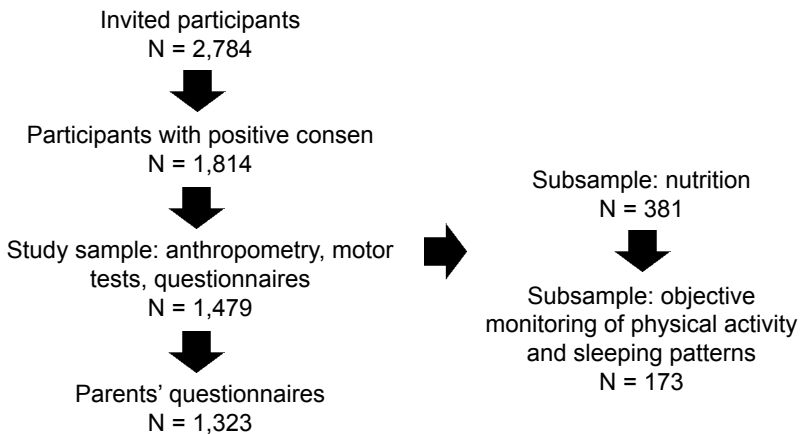 Invited participants
N = 2,784
Participants with positive consen
N = 1,814
Study sample: anthropometry, motor
tests, questionnaires
N = 1,479
Parents’ questionnaires
N = 1,323
Subsample: nutrition
N = 381
Subsample: objective
monitoring of physical activity
and sleeping patterns
N = 173